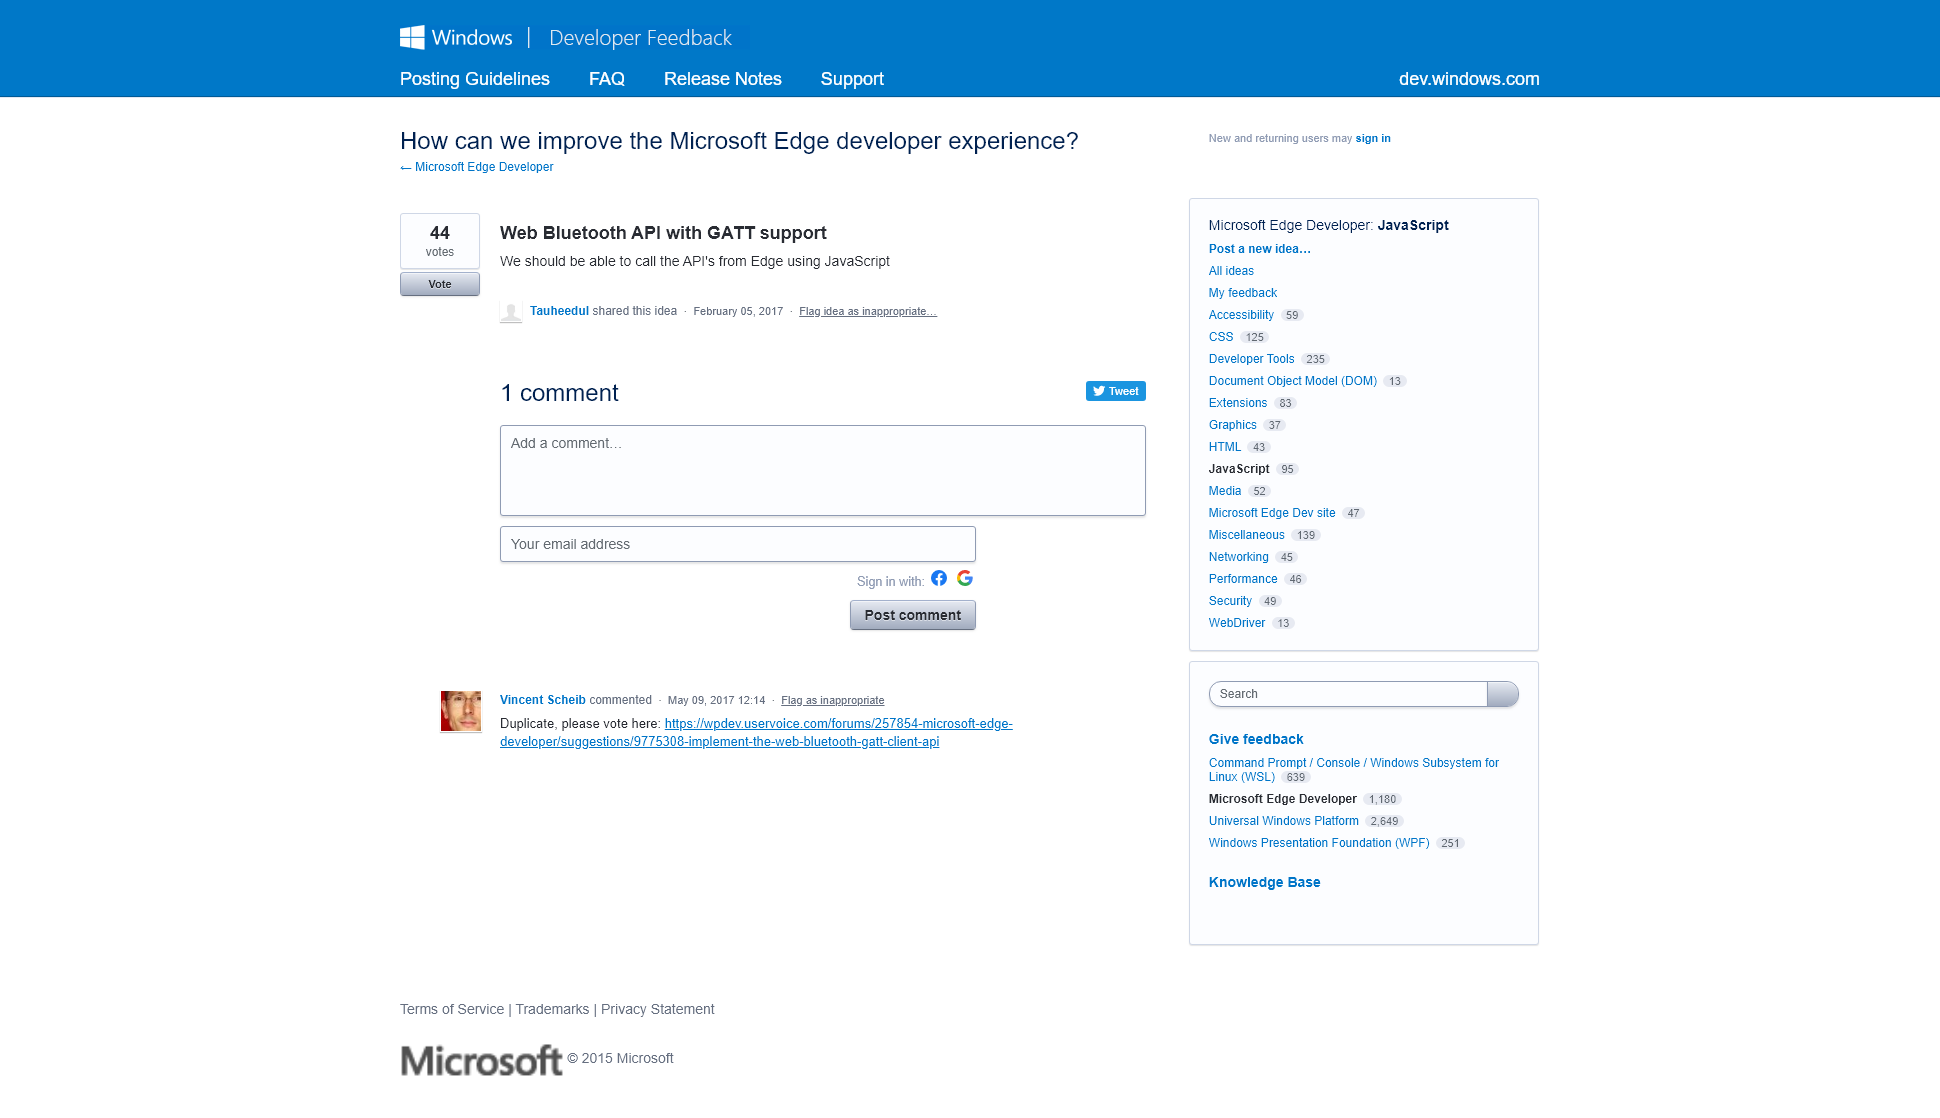 Windows | Developer Feedback
Posting Guidelines FAQ Release Notes Support dev.windows.com
How can we improve the Microsoft Edge developer experience?
← Microsoft Edge Developer
New and returning users may sign in
44
votes
Vote
Web Bluetooth API with GATT support
We should be able to call the API's from Edge using JavaScript
Tauheedul shared this idea · February 05, 2017 · Flag idea as inappropriate…
1 comment
Tweet
Add a comment…
Your email address
Sign in with:
Post comment
Vincent Scheib commented · May 09, 2017 12:14 · Flag as inappropriate
Duplicate, please vote here: https://wpdev.uservoice.com/forums/257854-microsoft-edge-
developer/suggestions/9775308-implement-the-web-bluetooth-gatt-client-api
Microsoft Edge Developer: JavaScript
Post a new idea…
All ideas
My feedback
Accessibility 59
CSS 125
Developer Tools 235
Document Object Model (DOM) 13
Extensions 83
Graphics 37
HTML 43
JavaScript 95
Media 52
Microsoft Edge Dev site 47
Miscellaneous 139
Networking 45
Performance 46
Security 49
WebDriver 13
Search
Give feedback
Command Prompt / Console / Windows Subsystem for
Linux (WSL) 639
Microsoft Edge Developer 1,180
Universal Windows Platform 2,649
Windows Presentation Foundation (WPF) 251
Knowledge Base
Terms of Service | Trademarks | Privacy Statement
Microsoft © 2015 Microsoft